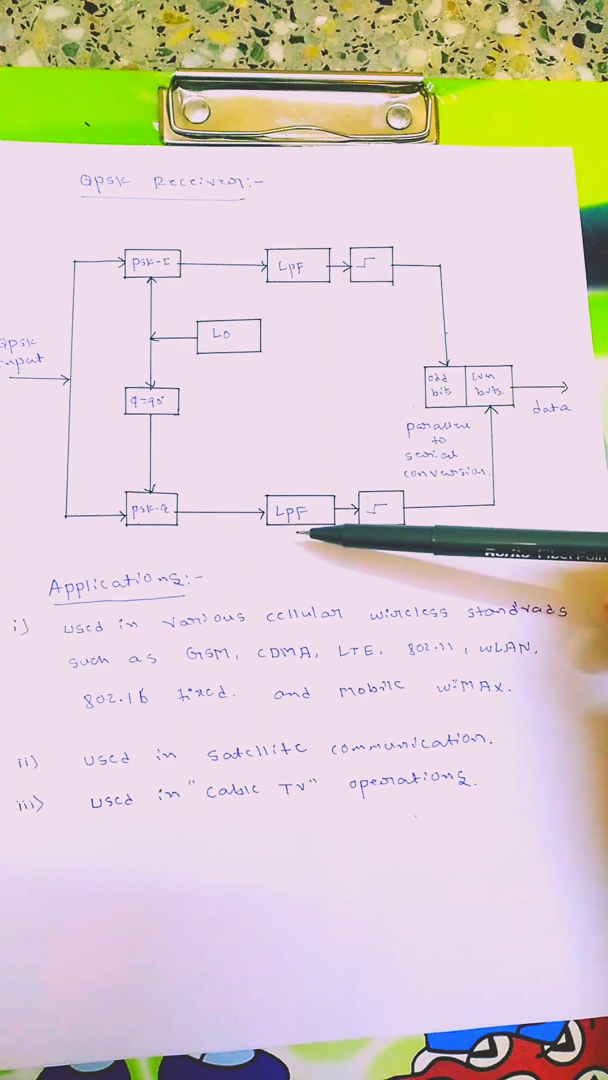 Qpsk Receiver:-
psk-I
LPF
LO
Qpsk
input
φ=90°
odd
bits
Even
bits.
data
parallel
to
serial
conversion.
psk-Q
LPF
Applications:-
i) used in various cellular wireless standrads
such as GSM, CDMA, LTE, 802.11, WLAN,
802.16 fixed. and mobile WiMAX.
ii) used in satellite communication.
iii) used in "Cable TV" operations.